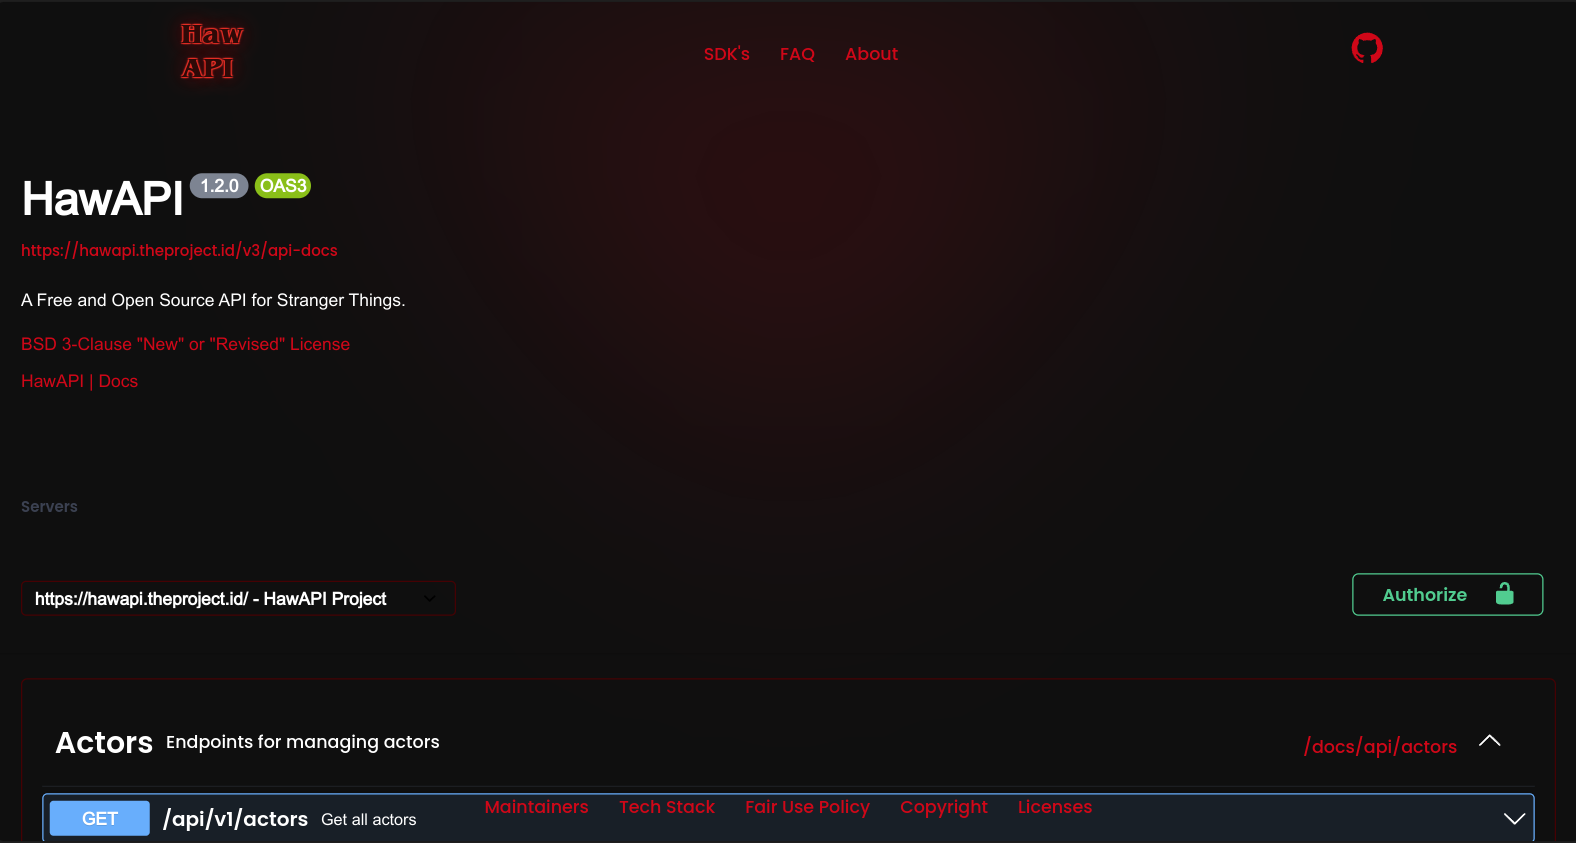 Haw
API
SDK's FAQ About
HawAPI 1.2.0 OAS3
https://hawapi.theproject.id/v3/api-docs
A Free and Open Source API for Stranger Things.
BSD 3-Clause "New" or "Revised" License
HawAPI | Docs
Servers
https://hawapi.theproject.id/ - HawAPI Project
Authorize
Actors Endpoints for managing actors /docs/api/actors
GET /api/v1/actors Get all actors
Maintainers Tech Stack Fair Use Policy Copyright Licenses